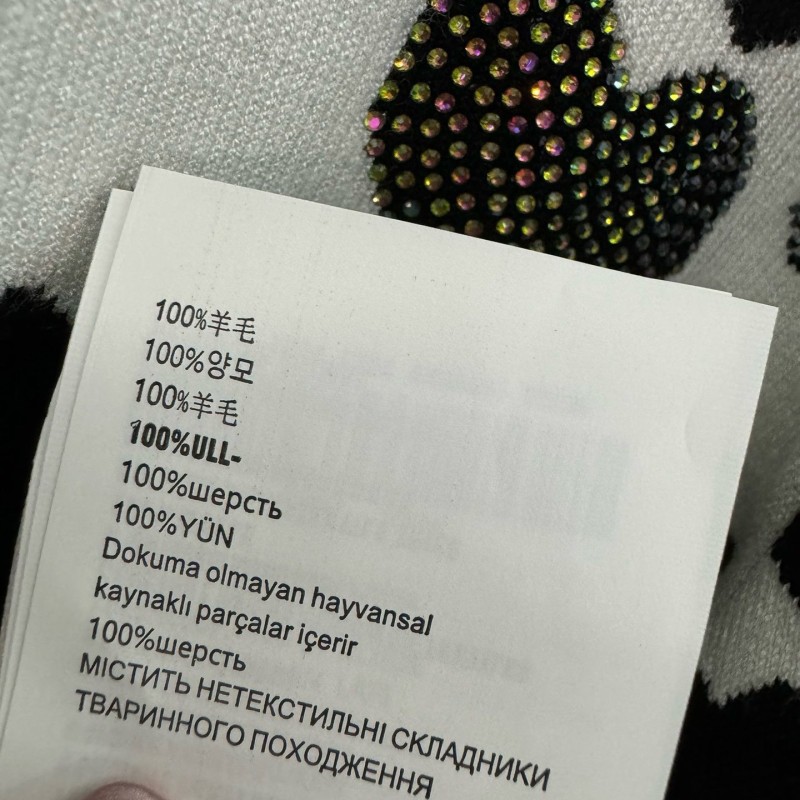 100%羊毛
100%양모
100%羊毛
100%ULL-
100%шерсть
100%YÜN
Dokuma olmayan hayvansal
kaynaklı parçalar içerir
100%шерсть
МІСТИТЬ НЕТЕКСТИЛЬНІ СКЛАДНИКИ
ТВАРИННОГО ПОХОДЖЕННЯ